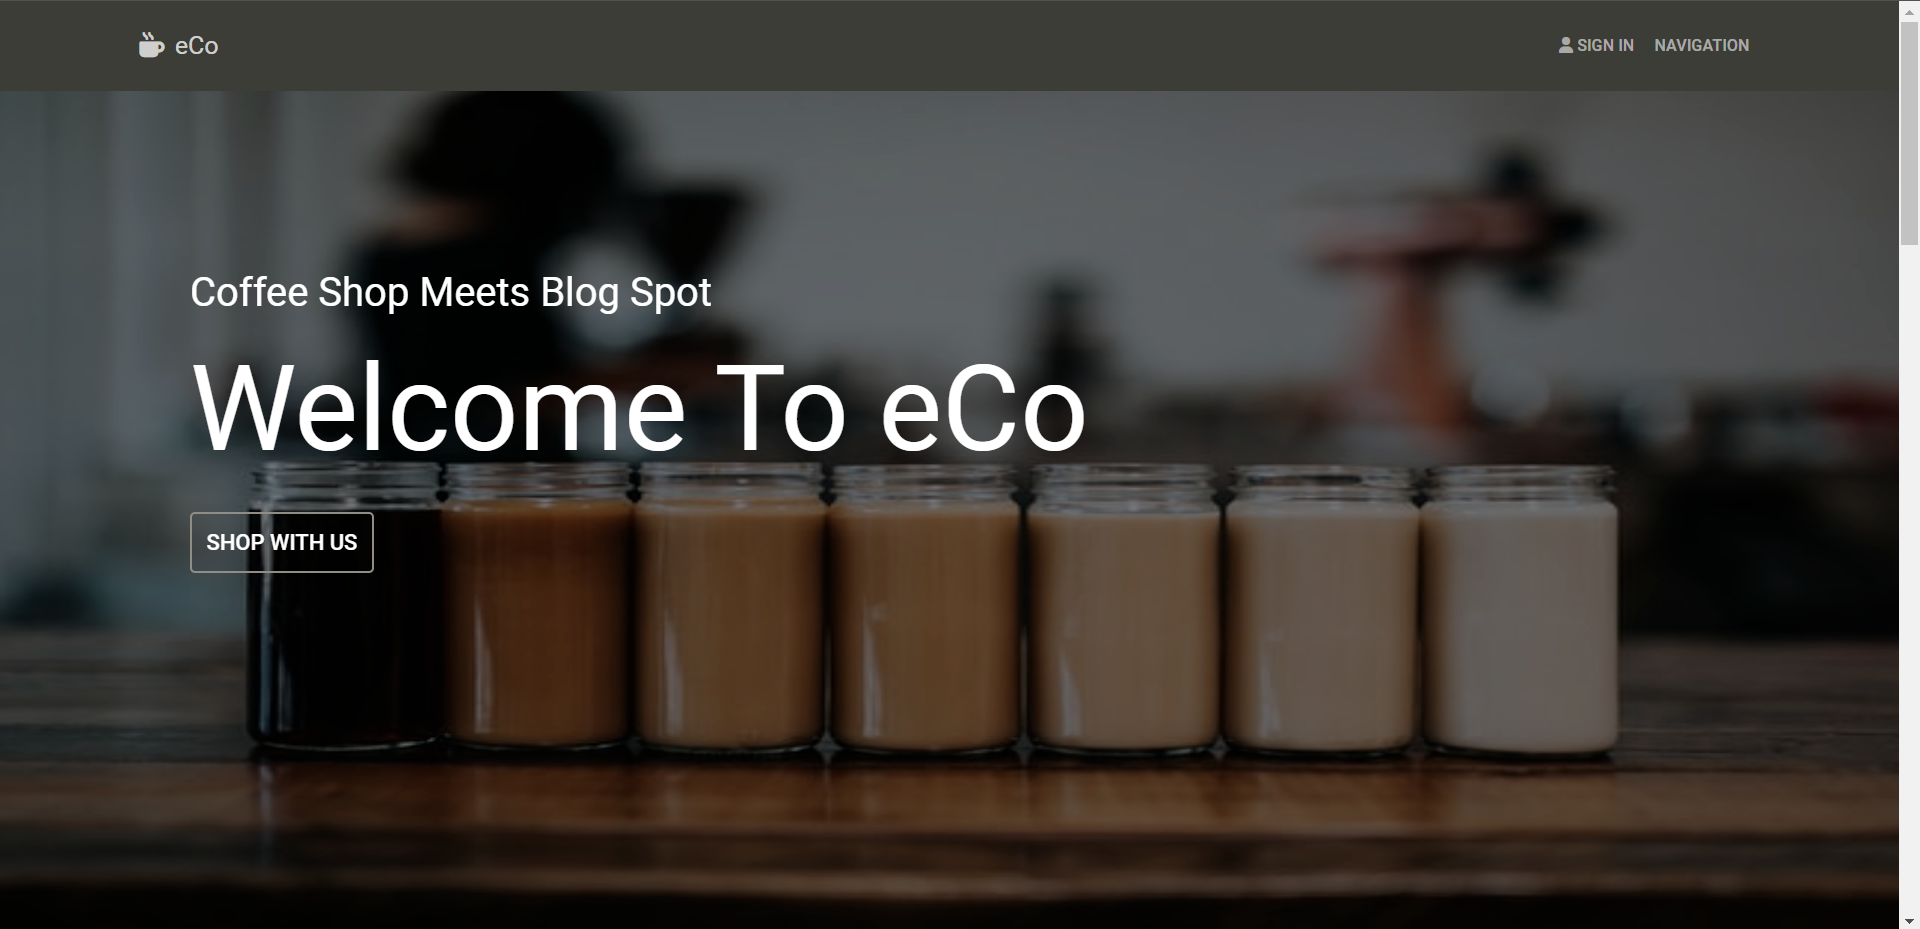 eCo
SIGN IN NAVIGATION
Coffee Shop Meets Blog Spot
Welcome To eCo
SHOP WITH US